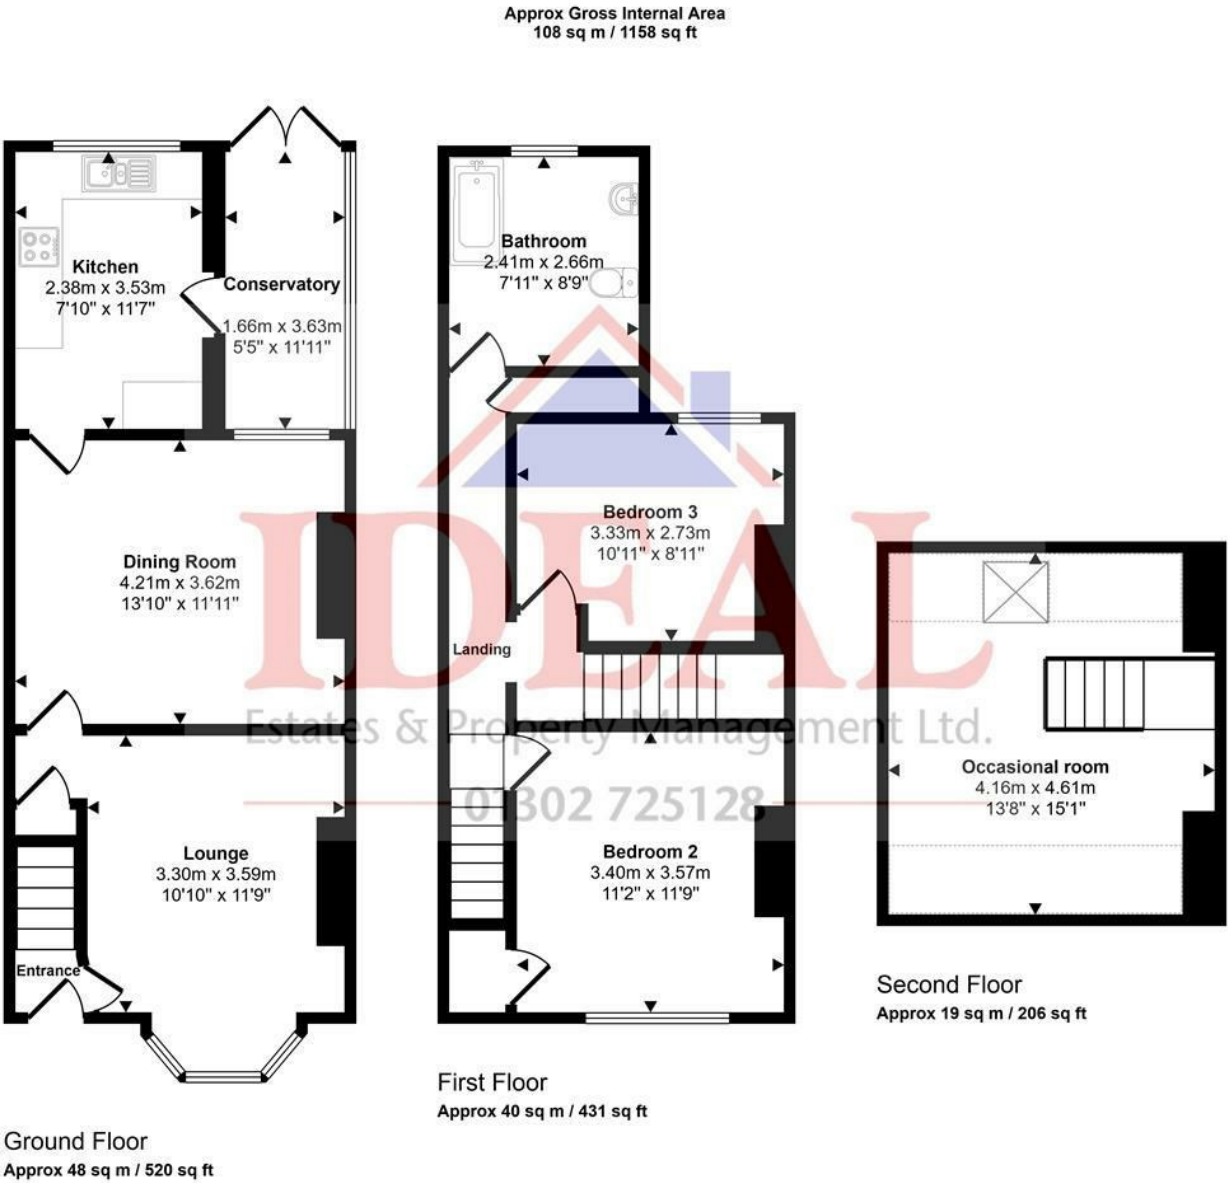 Approx Gross Internal Area
108 sq m / 1158 sq ft
Kitchen
2.38m x 3.53m
7'10" x 11'7"
Conservatory
1.66m x 3.63m
5'5" x 11'11"
Dining Room
4.21m x 3.62m
13'10" x 11'11"
Lounge
3.30m x 3.59m
10'10" x 11'9"
Entrance
Ground Floor
Approx 48 sq m / 520 sq ft
Bathroom
2.41m x 2.66m
7'11" x 8'9"
Bedroom 3
3.33m x 2.73m
10'11" x 8'11"
Landing
Bedroom 2
3.40m x 3.57m
11'2" x 11'9"
First Floor
Approx 40 sq m / 431 sq ft
Occasional room
4.16m x 4.61m
13'8" x 15'1"
Second Floor
Approx 19 sq m / 206 sq ft
IDEAL
Estates & Property Management Ltd.
01302 725128